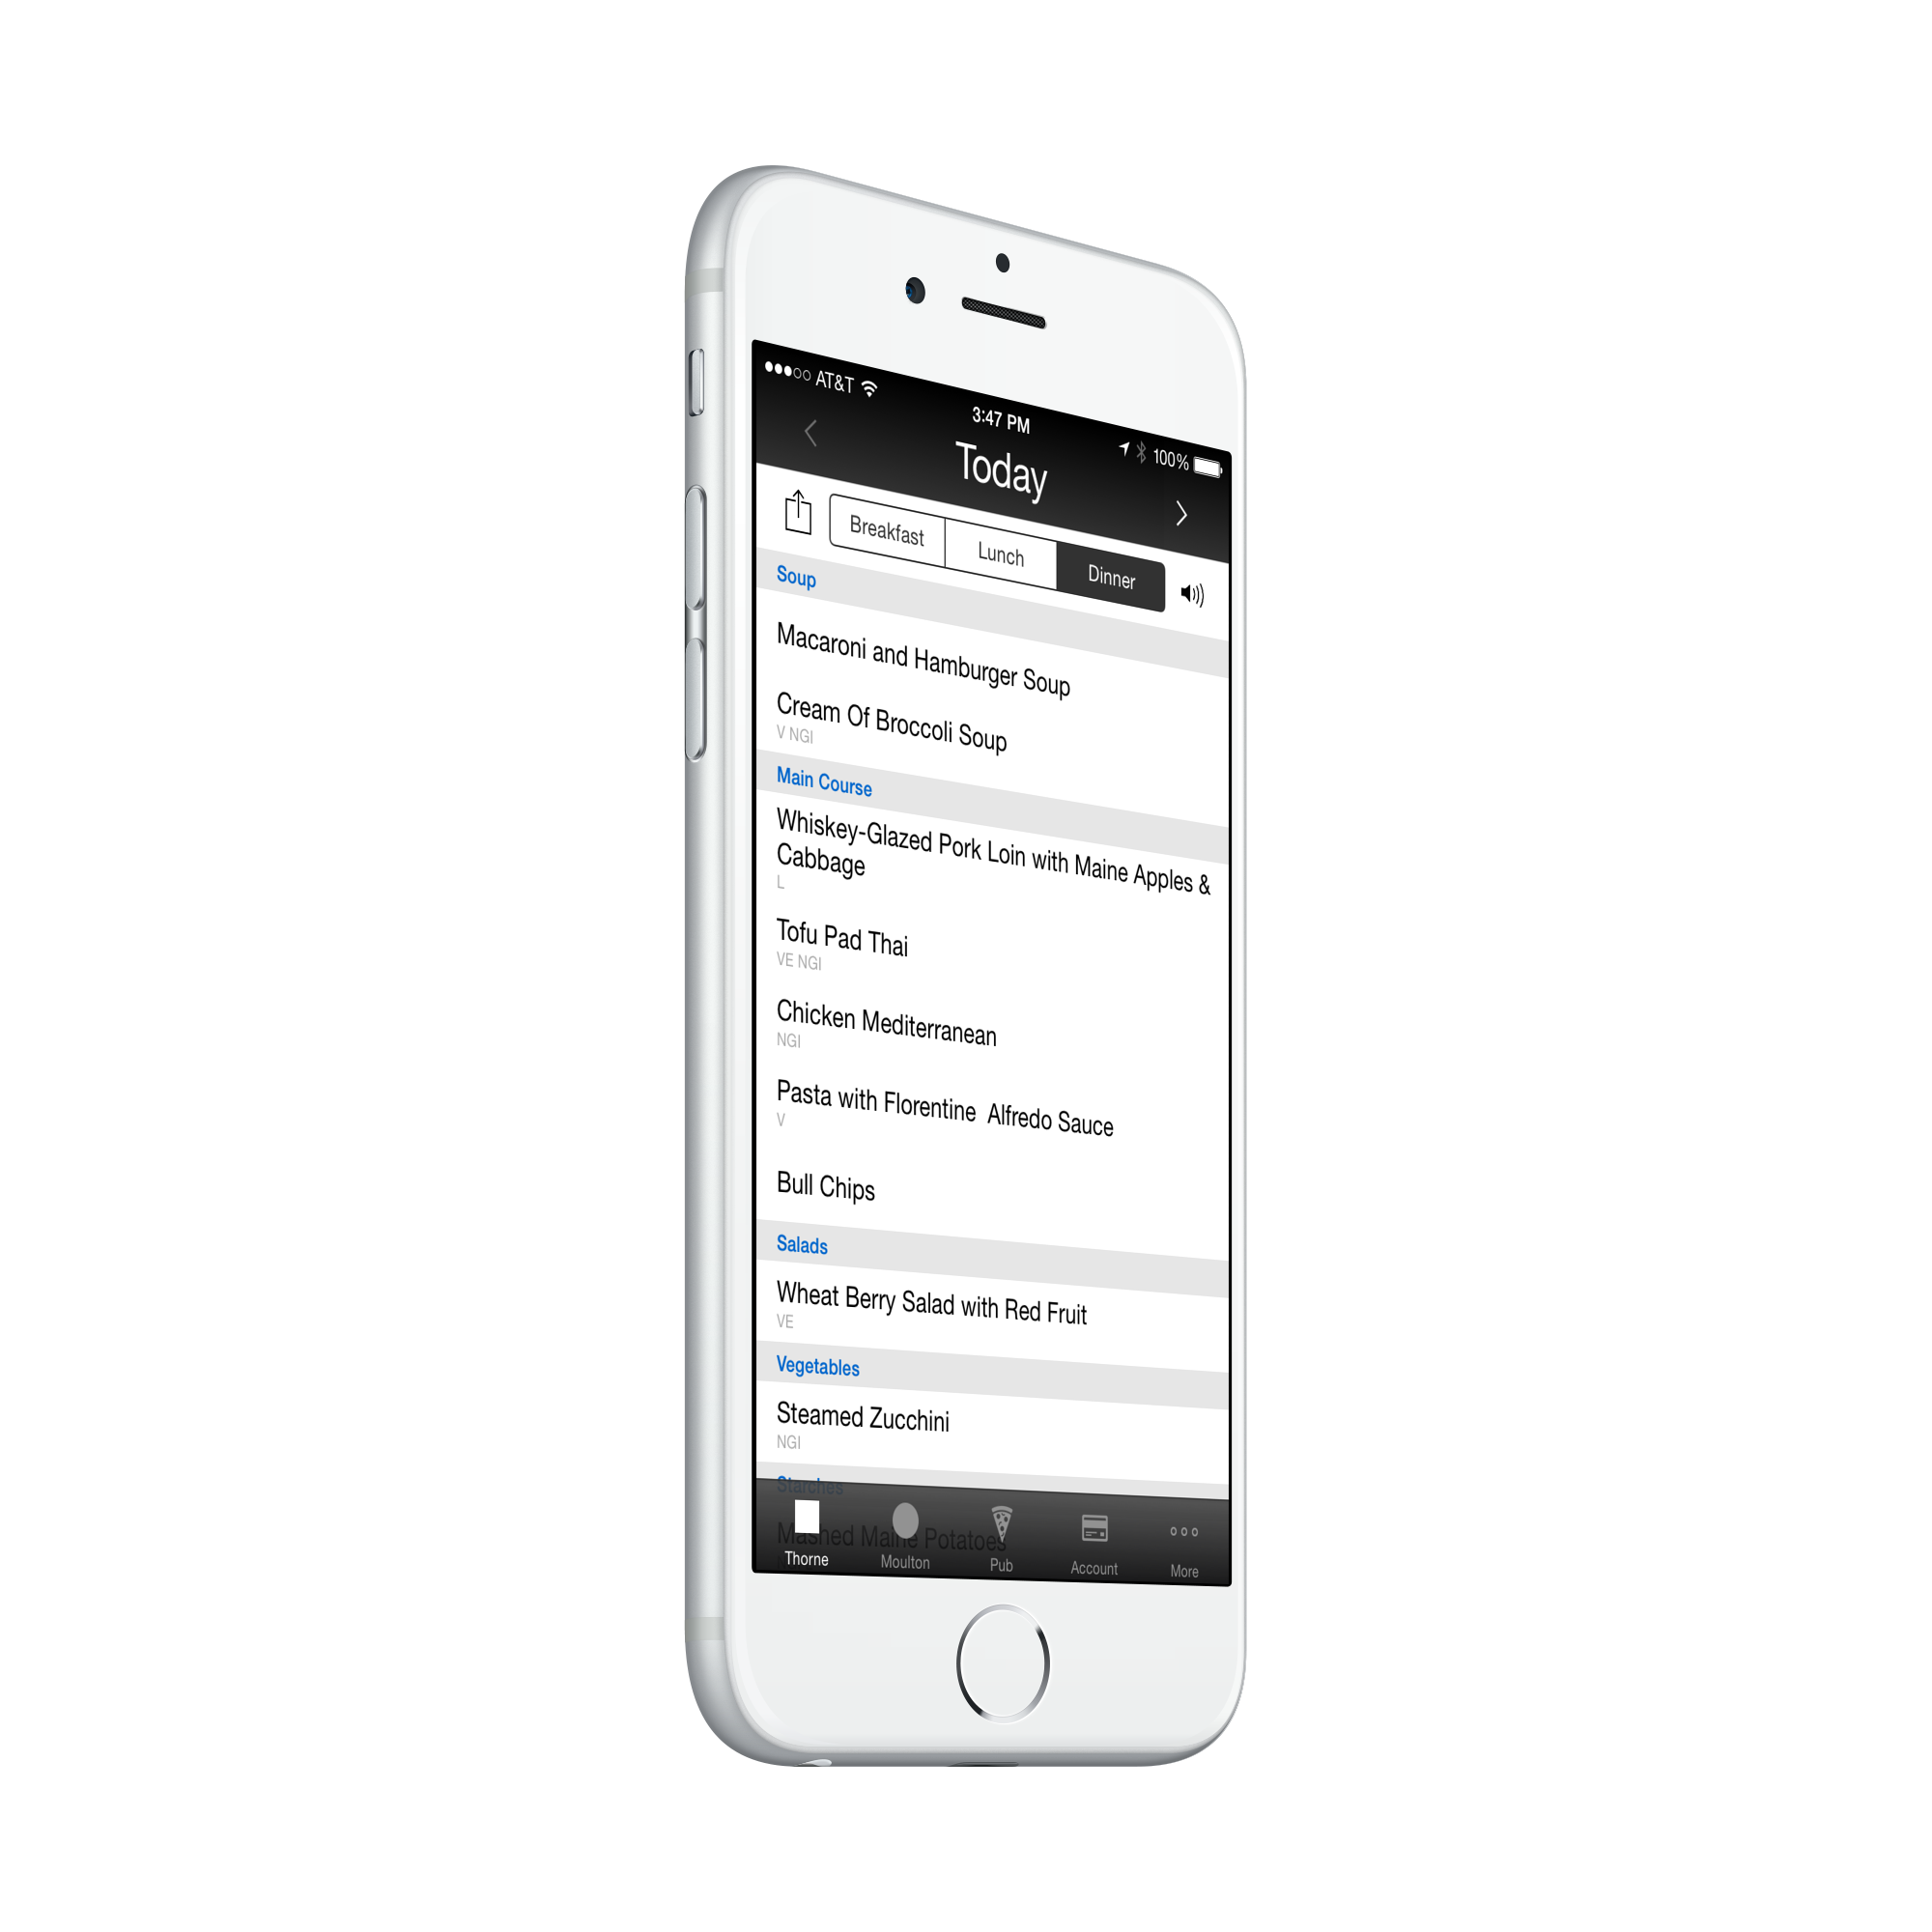 AT&T
3:47 PM
100%
Today
Breakfast Lunch Dinner
Soup
Macaroni and Hamburger Soup
Cream Of Broccoli Soup
V NGI
Main Course
Whiskey-Glazed Pork Loin with Maine Apples &
Cabbage
L
Tofu Pad Thai
VE NGI
Chicken Mediterranean
NGI
Pasta with Florentine  Alfredo Sauce
V
Bull Chips
Salads
Wheat Berry Salad with Red Fruit
VE
Vegetables
Steamed Zucchini
NGI
Starches
Mashed Maine Potatoes
Thorne Moulton Pub Account More